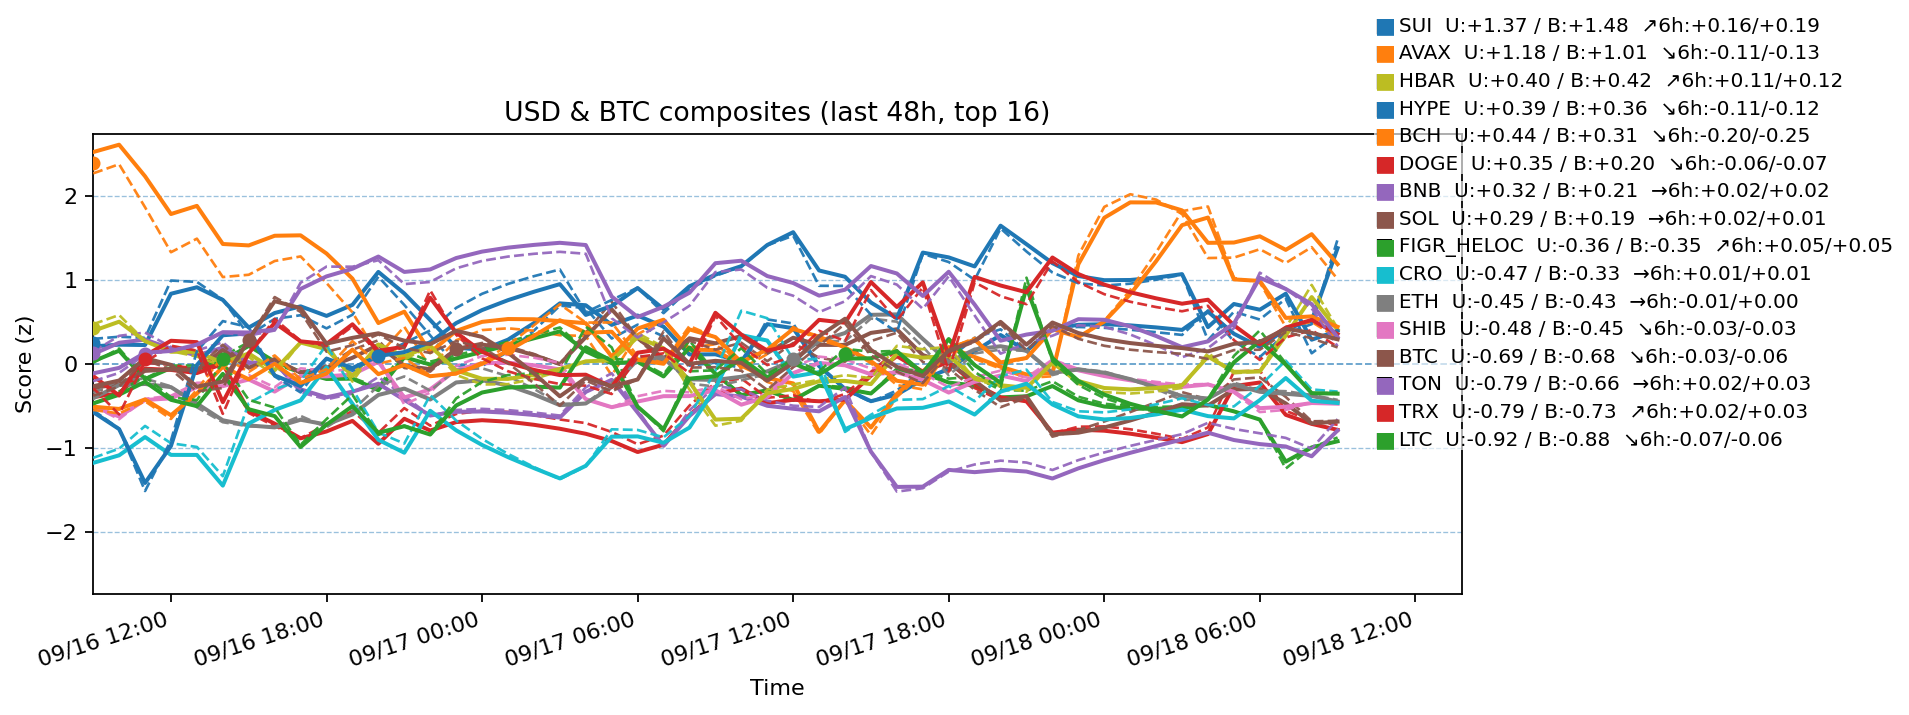 SUI U:+1.37 / B:+1.48 ↗6h:+0.16/+0.19
AVAX U:+1.18 / B:+1.01 ↘6h:-0.11/-0.13
HBAR U:+0.40 / B:+0.42 ↗6h:+0.11/+0.12
HYPE U:+0.39 / B:+0.36 ↘6h:-0.11/-0.12
BCH U:+0.44 / B:+0.31 ↘6h:-0.20/-0.25
DOGE U:+0.35 / B:+0.20 ↘6h:-0.06/-0.07
BNB U:+0.32 / B:+0.21 →6h:+0.02/+0.02
SOL U:+0.29 / B:+0.19 →6h:+0.02/+0.01
FIGR_HELOC U:-0.36 / B:-0.35 ↗6h:+0.05/+0.05
CRO U:-0.47 / B:-0.33 →6h:+0.01/+0.01
ETH U:-0.45 / B:-0.43 →6h:-0.01/+0.00
SHIB U:-0.48 / B:-0.45 ↘6h:-0.03/-0.03
BTC U:-0.69 / B:-0.68 ↘6h:-0.03/-0.06
TON U:-0.79 / B:-0.66 →6h:+0.02/+0.03
TRX U:-0.79 / B:-0.73 ↗6h:+0.02/+0.03
LTC U:-0.92 / B:-0.88 ↘6h:-0.07/-0.06
USD & BTC composites (last 48h, top 16)
Score (z)
2
1
0
−1
−2
09/16 12:00
09/16 18:00
09/17 00:00
09/17 06:00
09/17 12:00
09/17 18:00
09/18 00:00
09/18 06:00
09/18 12:00
Time